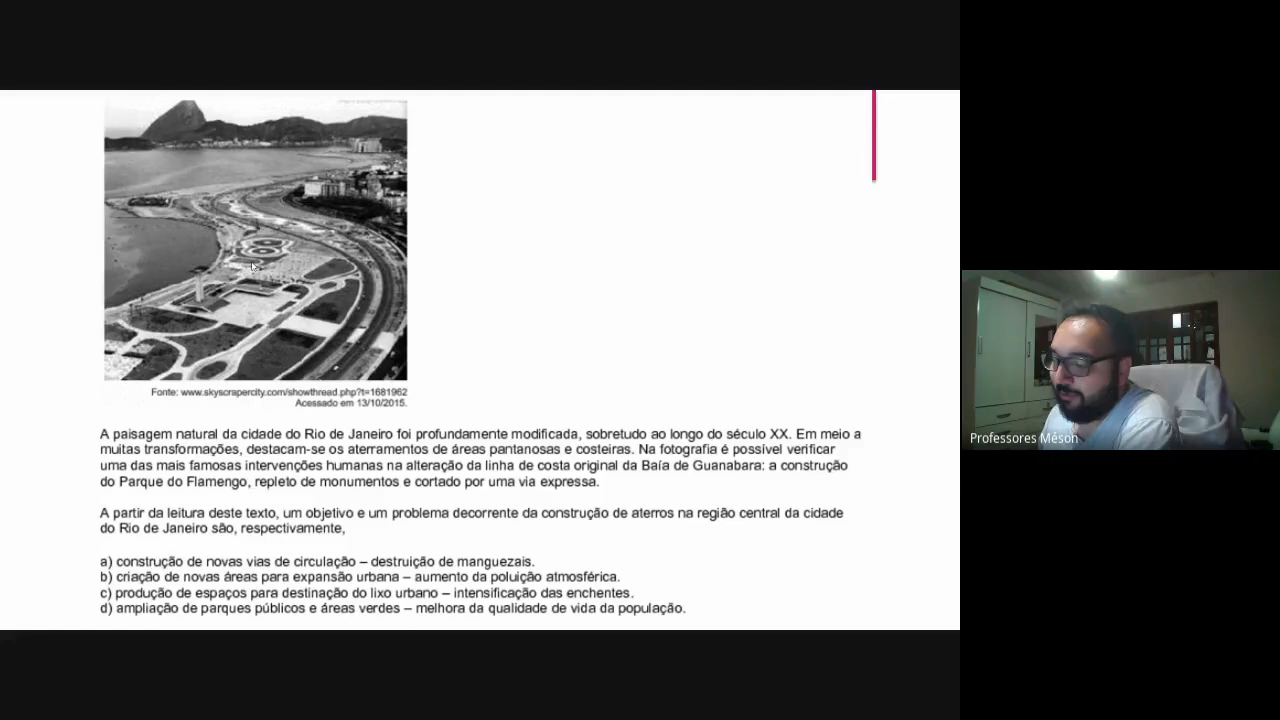 Fonte: www.skyscrapercity.com/showthread.php?t=1681962
Acessado em 13/10/2015.
A paisagem natural da cidade do Rio de Janeiro foi profundamente modificada, sobretudo ao longo do século XX. Em meio a
muitas transformações, destacam-se os aterramentos de áreas pantanosas e costeiras. Na fotografia é possível verificar
uma das mais famosas intervenções humanas na alteração da linha de costa original da Baía de Guanabara: a construção
do Parque do Flamengo, repleto de monumentos e cortado por uma via expressa.
A partir da leitura deste texto, um objetivo e um problema decorrente da construção de aterros na região central da cidade
do Rio de Janeiro são, respectivamente,
a) construção de novas vias de circulação – destruição de manguezais.
b) criação de novas áreas para expansão urbana – aumento da poluição atmosférica.
c) produção de espaços para destinação do lixo urbano – intensificação das enchentes.
d) ampliação de parques públicos e áreas verdes – melhora da qualidade de vida da população.
Professores Méson